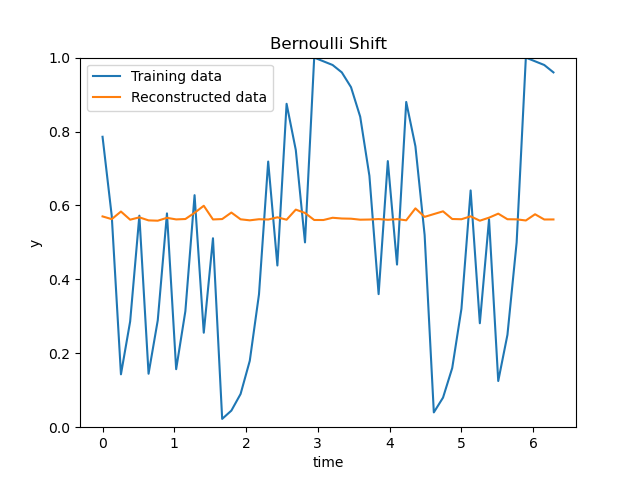 Bernoulli Shift
Training data
Reconstructed data
1.0
0.8
0.6
0.4
0.2
0.0
y
0 1 2 3 4 5 6
time